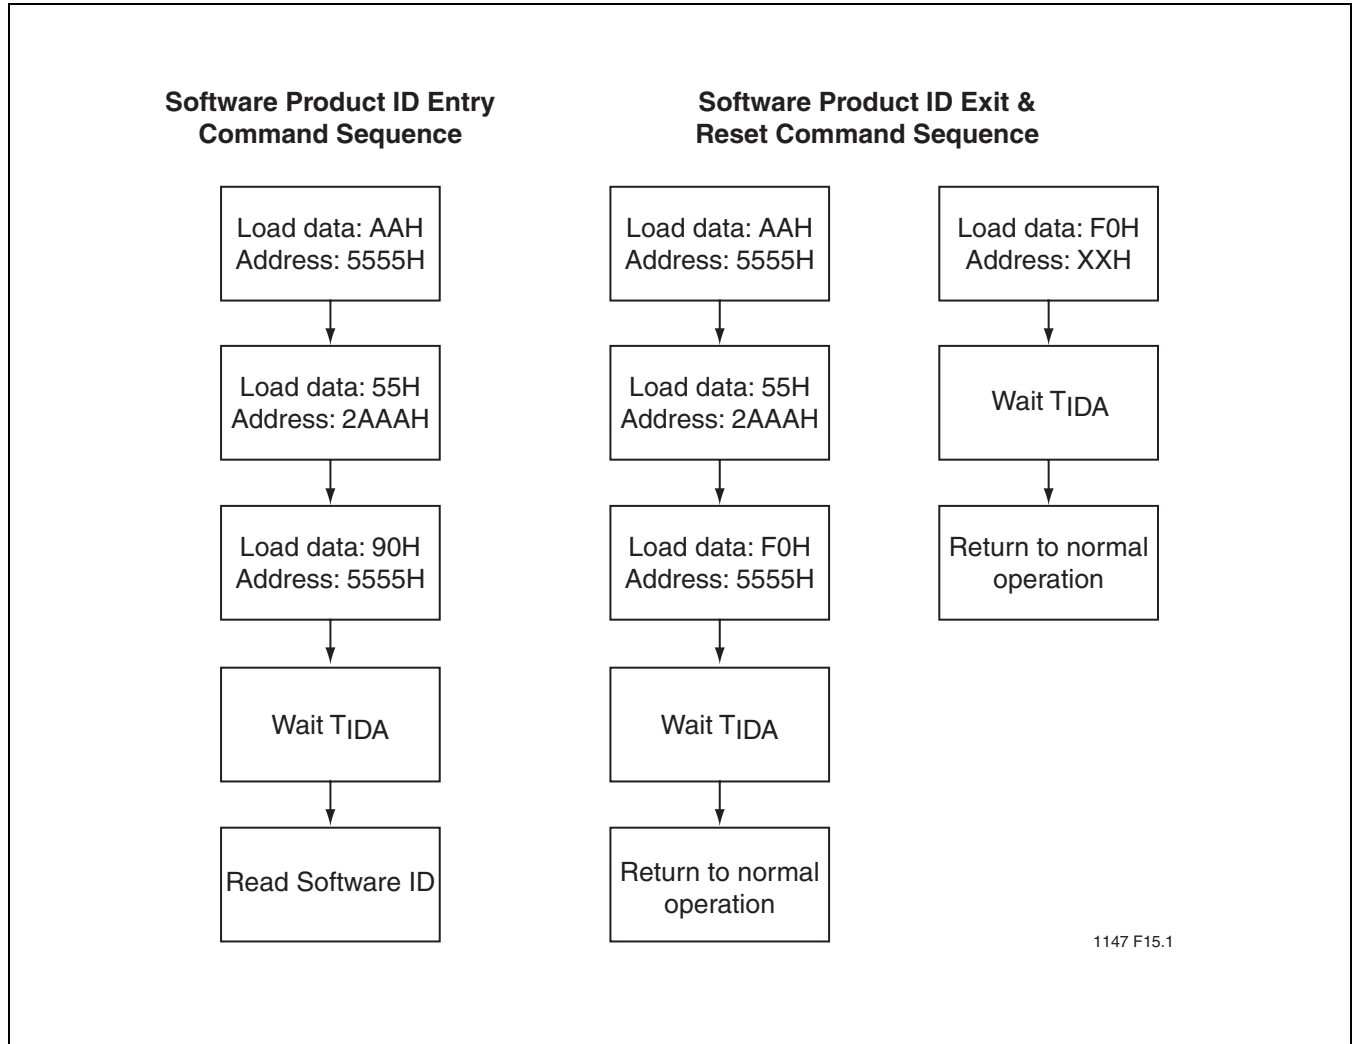 Software Product ID Entry
Command Sequence
Load data: AAH
Address: 5555H
Load data: 55H
Address: 2AAAH
Load data: 90H
Address: 5555H
Wait TIDA
Read Software ID
Software Product ID Exit &
Reset Command Sequence
Load data: AAH
Address: 5555H
Load data: 55H
Address: 2AAAH
Load data: F0H
Address: 5555H
Wait TIDA
Return to normal
operation
Load data: F0H
Address: XXH
Wait TIDA
Return to normal
operation
1147 F15.1